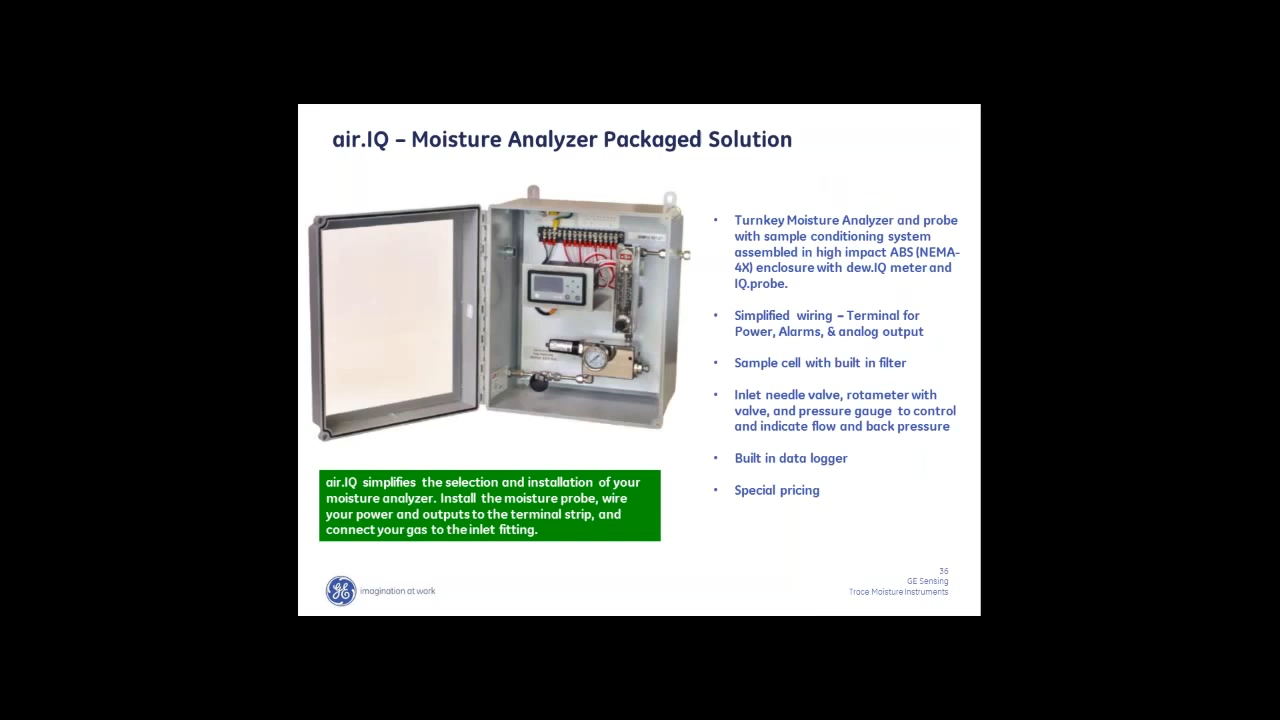 air.IQ – Moisture Analyzer Packaged Solution
• Turnkey Moisture Analyzer and probe
with sample conditioning system
assembled in high impact ABS (NEMA-
4X) enclosure with dew.IQ meter and
IQ.probe.
• Simplified wiring – Terminal for
Power, Alarms, & analog output
• Sample cell with built in filter
• Inlet needle valve, rotameter with
valve, and pressure gauge to control
and indicate flow and back pressure
• Built in data logger
• Special pricing
air.IQ simplifies the selection and installation of your
moisture analyzer. Install the moisture probe, wire
your power and outputs to the terminal strip, and
connect your gas to the inlet fitting.
GE imagination at work
36
GE Sensing
Trace Moisture Instruments